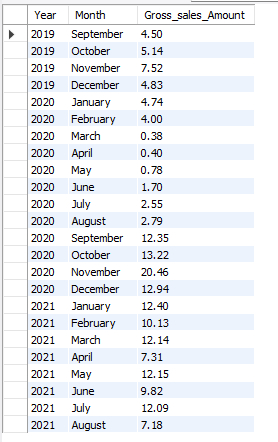 Year Month Gross_sales_Amount
2019 September 4.50
2019 October 5.14
2019 November 7.52
2019 December 4.83
2020 January 4.74
2020 February 4.00
2020 March 0.38
2020 April 0.40
2020 May 0.78
2020 June 1.70
2020 July 2.55
2020 August 2.79
2020 September 12.35
2020 October 13.22
2020 November 20.46
2020 December 12.94
2021 January 12.40
2021 February 10.13
2021 March 12.14
2021 April 7.31
2021 May 12.15
2021 June 9.82
2021 July 12.09
2021 August 7.18